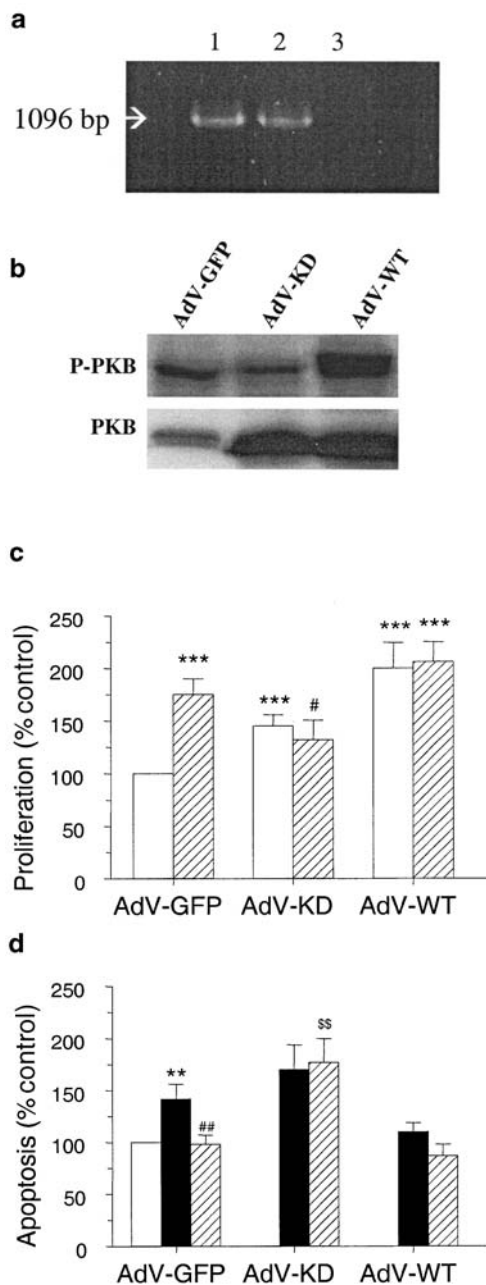 a
1 2 3
1096 bp
b
AdV-GFP AdV-KD AdV-WT
P-PKB
PKB
c
Proliferation (% control)
250
200
150
100
50
0
***
***
#
*** ***
AdV-GFP AdV-KD AdV-WT
d
Apoptosis (% control)
250
200
150
100
50
0
**
##
$$
AdV-GFP AdV-KD AdV-WT